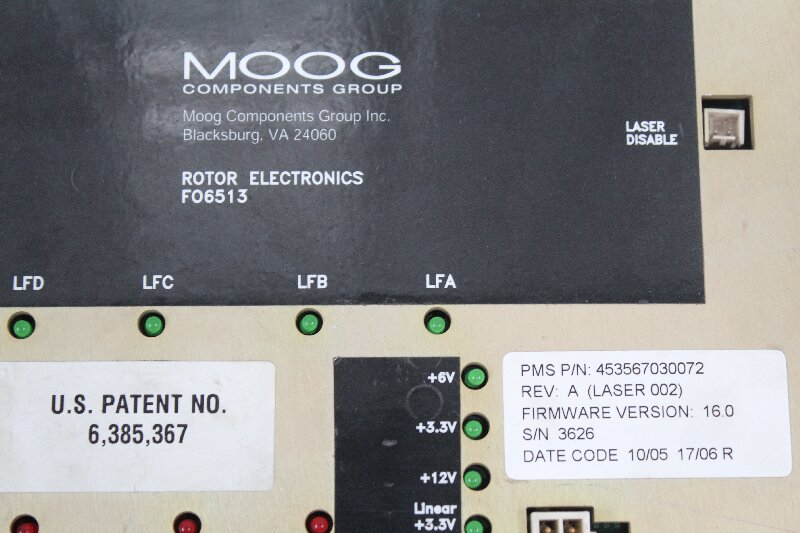 MOOG
COMPONENTS GROUP
Moog Components Group Inc.
Blacksburg, VA 24060
ROTOR ELECTRONICS
FO6513
LASER
DISABLE
LFD
LFC
LFB
LFA
U.S. PATENT NO.
6,385,367
+6V
+3.3V
+12V
Linear
+3.3V
PMS P/N: 453567030072
REV: A (LASER 002)
FIRMWARE VERSION: 16.0
S/N 3626
DATE CODE 10/05 17/06 R